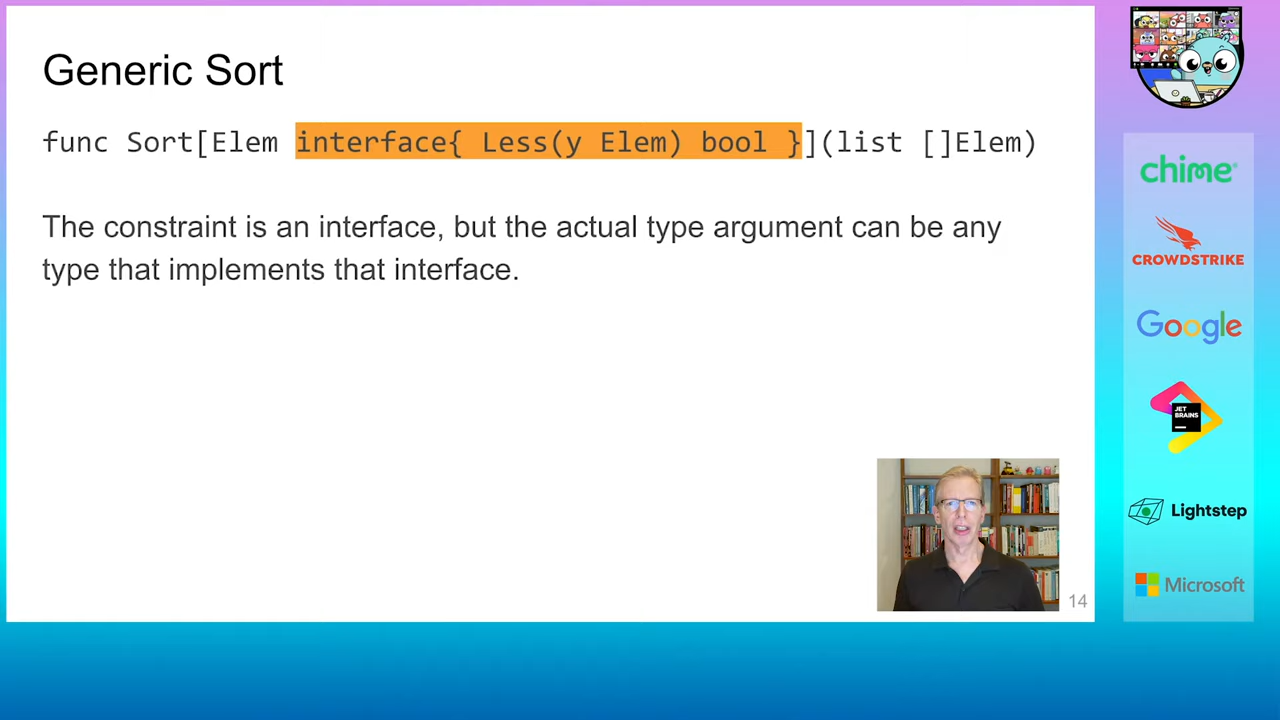 Generic Sort
func Sort[Elem interface{ Less(y Elem) bool }](list []Elem)
The constraint is an interface, but the actual type argument can be any
type that implements that interface.
14
chime®
CROWDSTRIKE
Google
JET
BRAINS
Lightstep
Microsoft